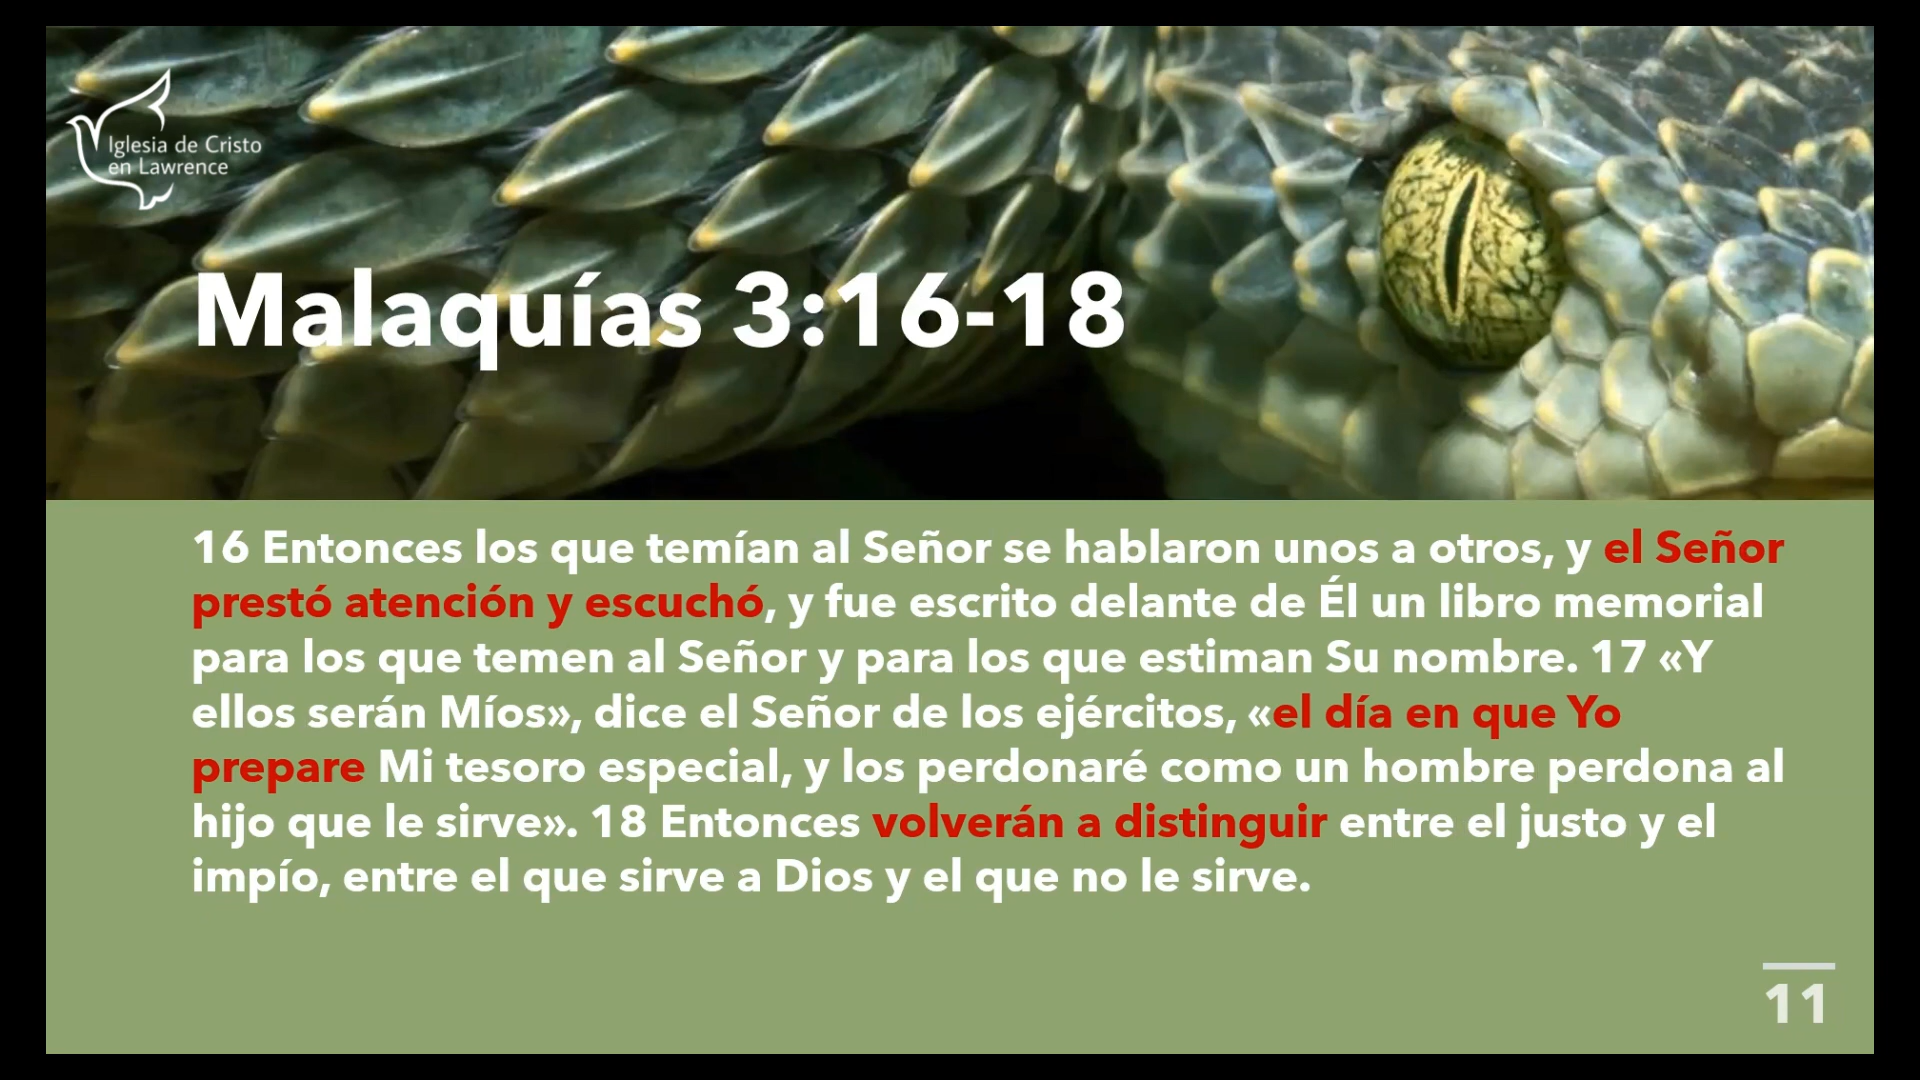 Iglesia de Cristo
en Lawrence
Malaquías 3:16-18
16 Entonces los que temían al Señor se hablaron unos a otros, y el Señor
prestó atención y escuchó, y fue escrito delante de Él un libro memorial
para los que temen al Señor y para los que estiman Su nombre. 17 «Y
ellos serán Míos», dice el Señor de los ejércitos, «el día en que Yo
prepare Mi tesoro especial, y los perdonaré como un hombre perdona al
hijo que le sirve». 18 Entonces volverán a distinguir entre el justo y el
impío, entre el que sirve a Dios y el que no le sirve.
11